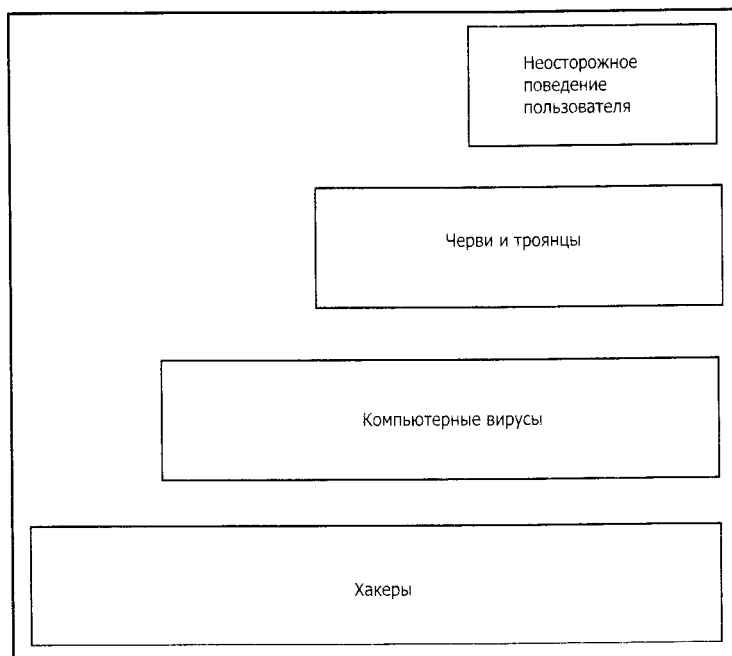 Неосторожное
поведение
пользователя
Черви и троянцы
Компьютерные вирусы
Хакеры